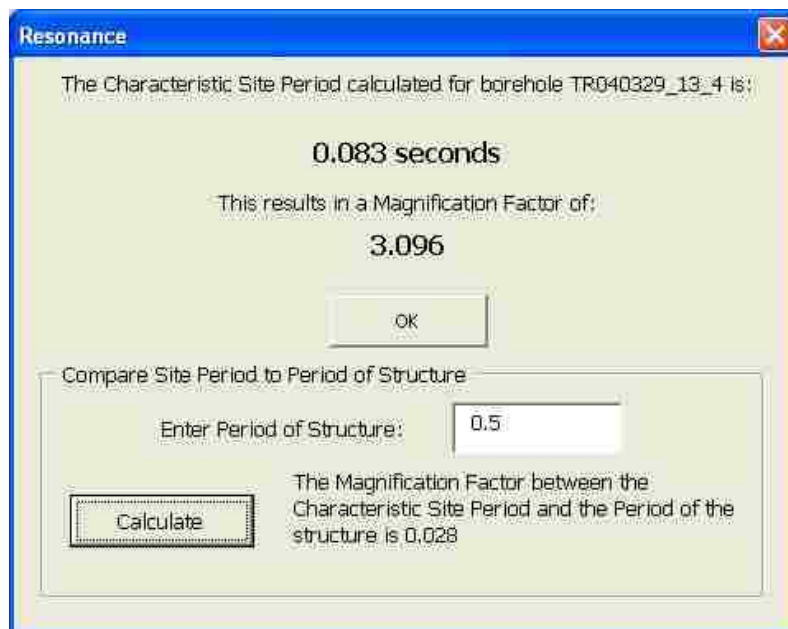 Resonance
The Characteristic Site Period calculated for borehole TR040329_13_4 is:
0.083 seconds
This results in a Magnification Factor of:
3.096
OK
Compare Site Period to Period of Structure
Enter Period of Structure:
0.5
The Magnification Factor between the
Characteristic Site Period and the Period of the
structure is 0.028
Calculate